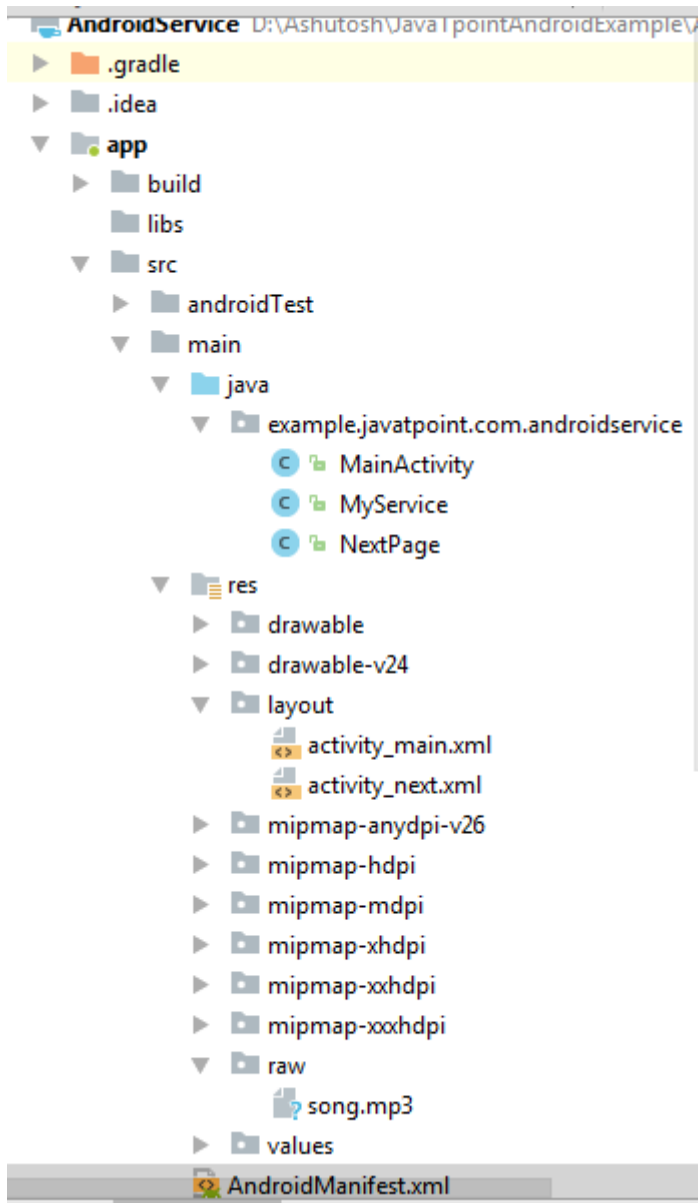 AndroidService D:\Ashutosh\JavaTpointAndroidExample\
.gradle
.idea
app
build
libs
src
androidTest
main
java
example.javatpoint.com.androidservice
MainActivity
MyService
NextPage
res
drawable
drawable-v24
layout
activity_main.xml
activity_next.xml
mipmap-anydpi-v26
mipmap-hdpi
mipmap-mdpi
mipmap-xhdpi
mipmap-xxhdpi
mipmap-xxxhdpi
raw
song.mp3
values
AndroidManifest.xml